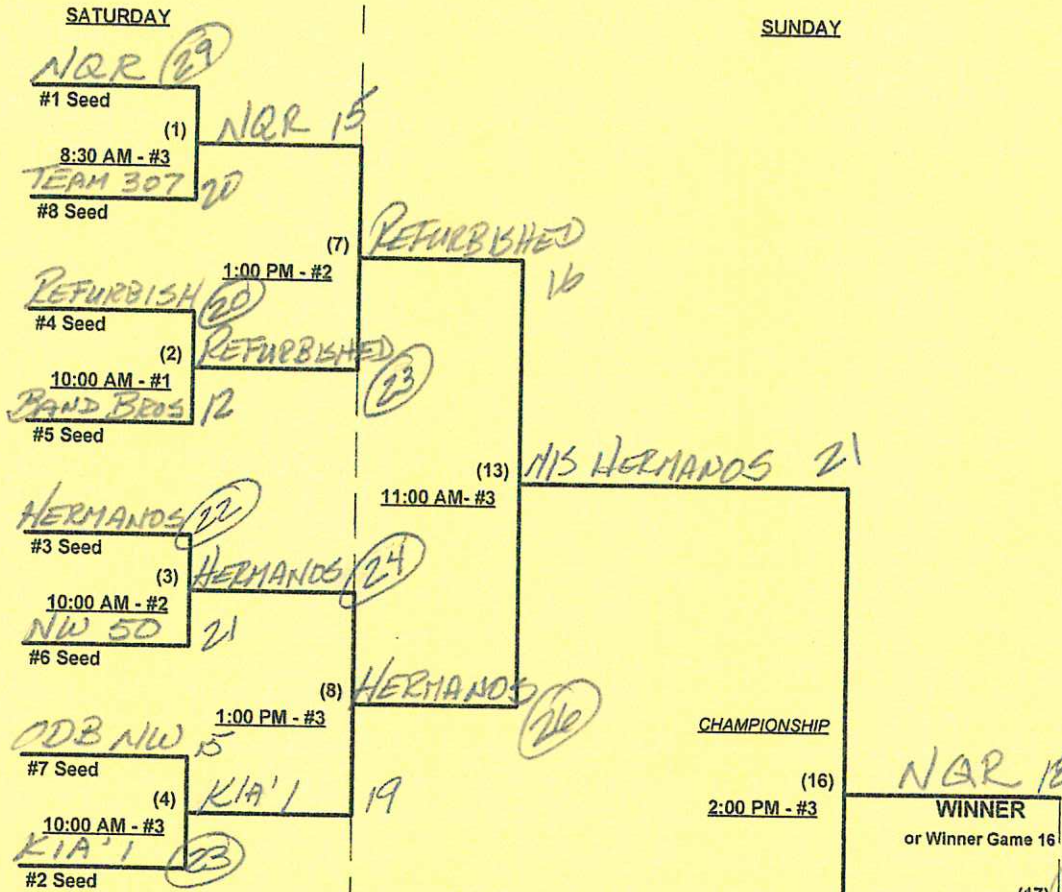 SATURDAY
SUNDAY
NQR 29
#1 Seed
(1)
NQR 15
8:30 AM - #3
TEAM 307 20
#8 Seed
(7)
REFURBISHED
1:00 PM - #2
16
REFURBISH 20
#4 Seed
(2)
REFURBISHED
10:00 AM - #1
23
BAND BROS 12
#5 Seed
(13)
MIS HERMANOS 21
11:00 AM- #3
HERMANOS 22
#3 Seed
(3)
HERMANOS 24
10:00 AM - #2
NW 50 21
#6 Seed
(8)
HERMANOS
1:00 PM - #3
26
CHAMPIONSHIP
ODB NW 15
#7 Seed
(4)
KIA'I 19
(16)
NQR
10:00 AM - #3
2:00 PM - #3
WINNER
KIA'I 23
or Winner Game 16
#2 Seed